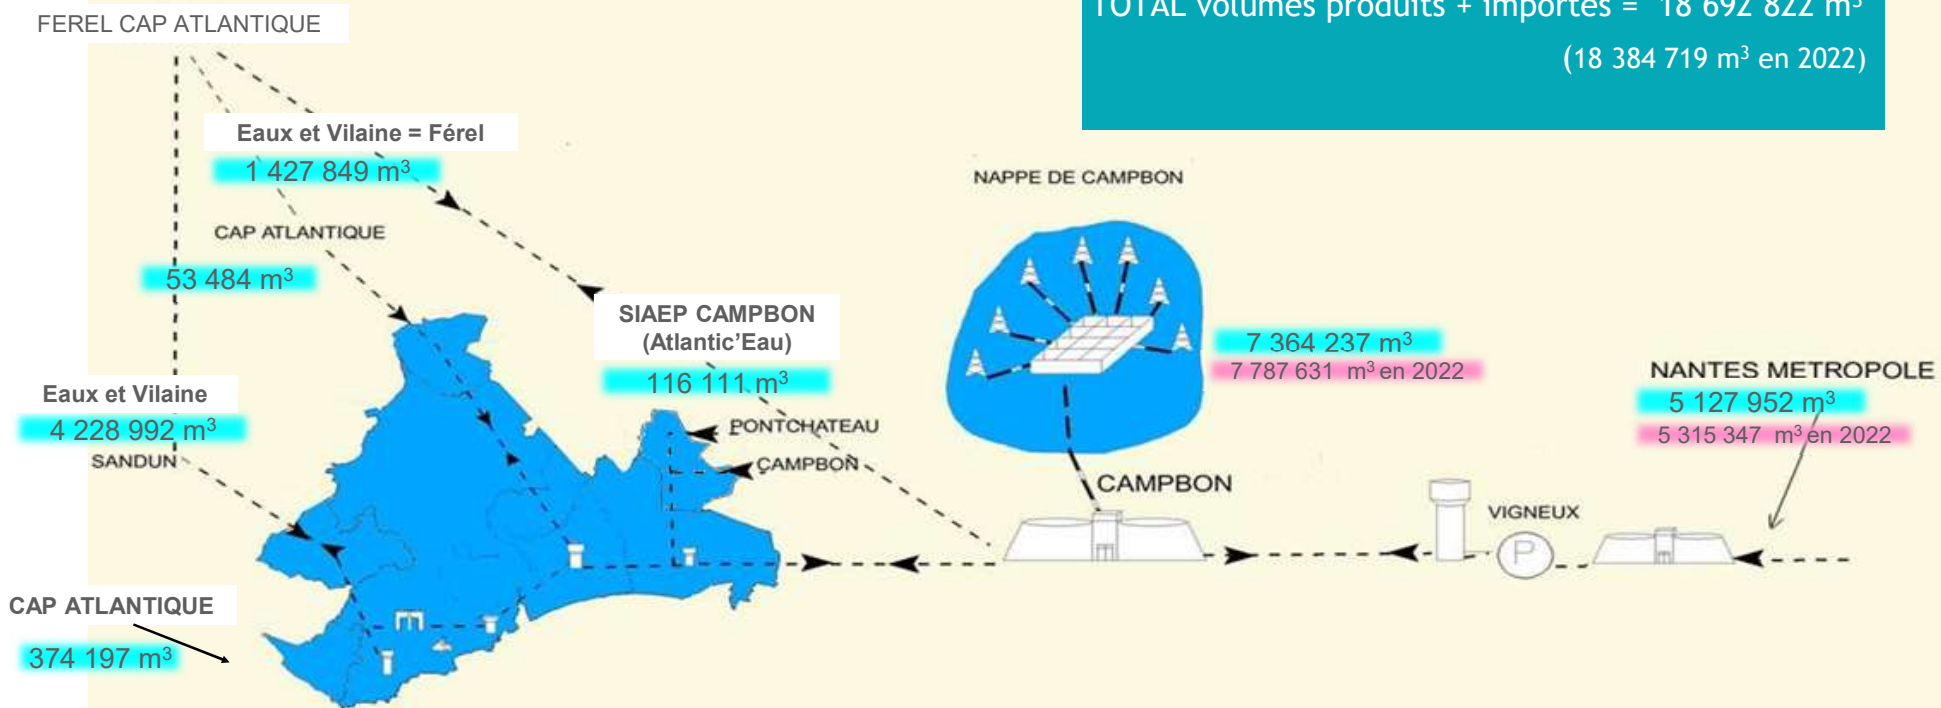 FEREL CAP ATLANTIQUE
TOTAL volumes produits + importés = 18 692 822 m³
(18 384 719 m³ en 2022)
Eaux et Vilaine = Férel
1 427 849 m³
NAPPE DE CAMPBON
CAP ATLANTIQUE
53 484 m³
SIAEP CAMPBON
(Atlantic’Eau)
116 111 m³
7 364 237 m³
7 787 631 m³ en 2022
NANTES METROPOLE
5 127 952 m³
5 315 347 m³ en 2022
Eaux et Vilaine
4 228 992 m³
SANDUN
PONTCHATEAU
CAMPBON
CAMPBON
VIGNEUX
P
CAP ATLANTIQUE
374 197 m³